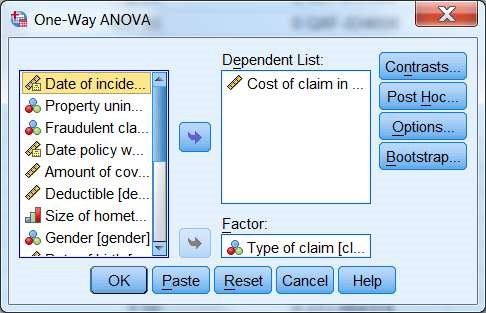 One-Way ANOVA
Date of incide...
Property unin...
Fraudulent cla...
Date policy w...
Amount of cov...
Deductible [de...
Size of homet...
Gender [gender]
Dependent List:
Cost of claim in ...
Factor:
Type of claim [cl...
Contrasts...
Post Hoc...
Options...
Bootstrap...
OK
Paste
Reset
Cancel
Help